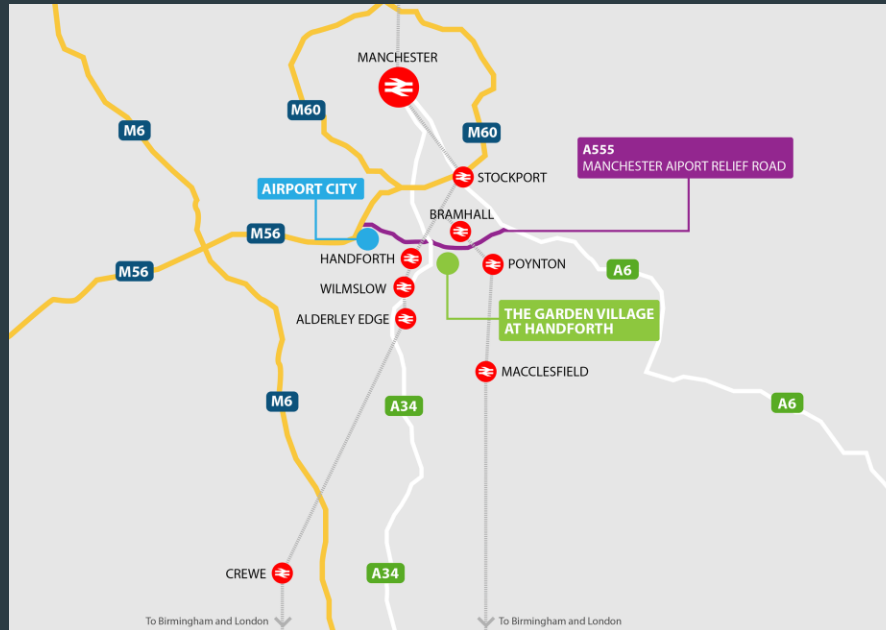 MANCHESTER
M60
M6
M60
A555
MANCHESTER AIPORT RELIEF ROAD
STOCKPORT
AIRPORT CITY
BRAMHALL
M56
HANDFORTH
POYNTON
A6
M56
WILMSLOW
THE GARDEN VILLAGE
AT HANDFORTH
ALDERLEY EDGE
MACCLESFIELD
M6
A34
A6
CREWE
A34
To Birmingham and London
To Birmingham and London